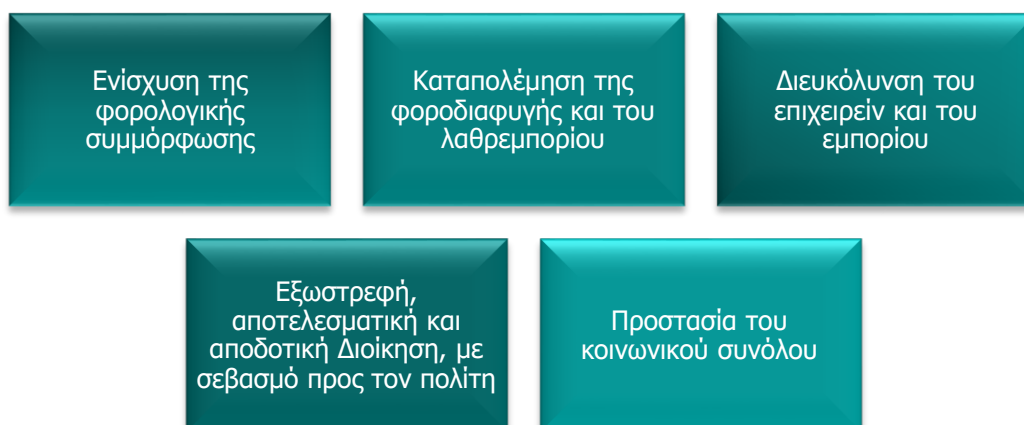 Ενίσχυση της
φορολογικής
συμμόρφωσης
Καταπολέμηση της
φοροδιαφυγής και του
λαθρεμπορίου
Διευκόλυνση του
επιχειρείν και του
εμπορίου
Εξωστρεφή,
αποτελεσματική και
αποδοτική Διοίκηση, με
σεβασμό προς τον πολίτη
Προστασία του
κοινωνικού συνόλου